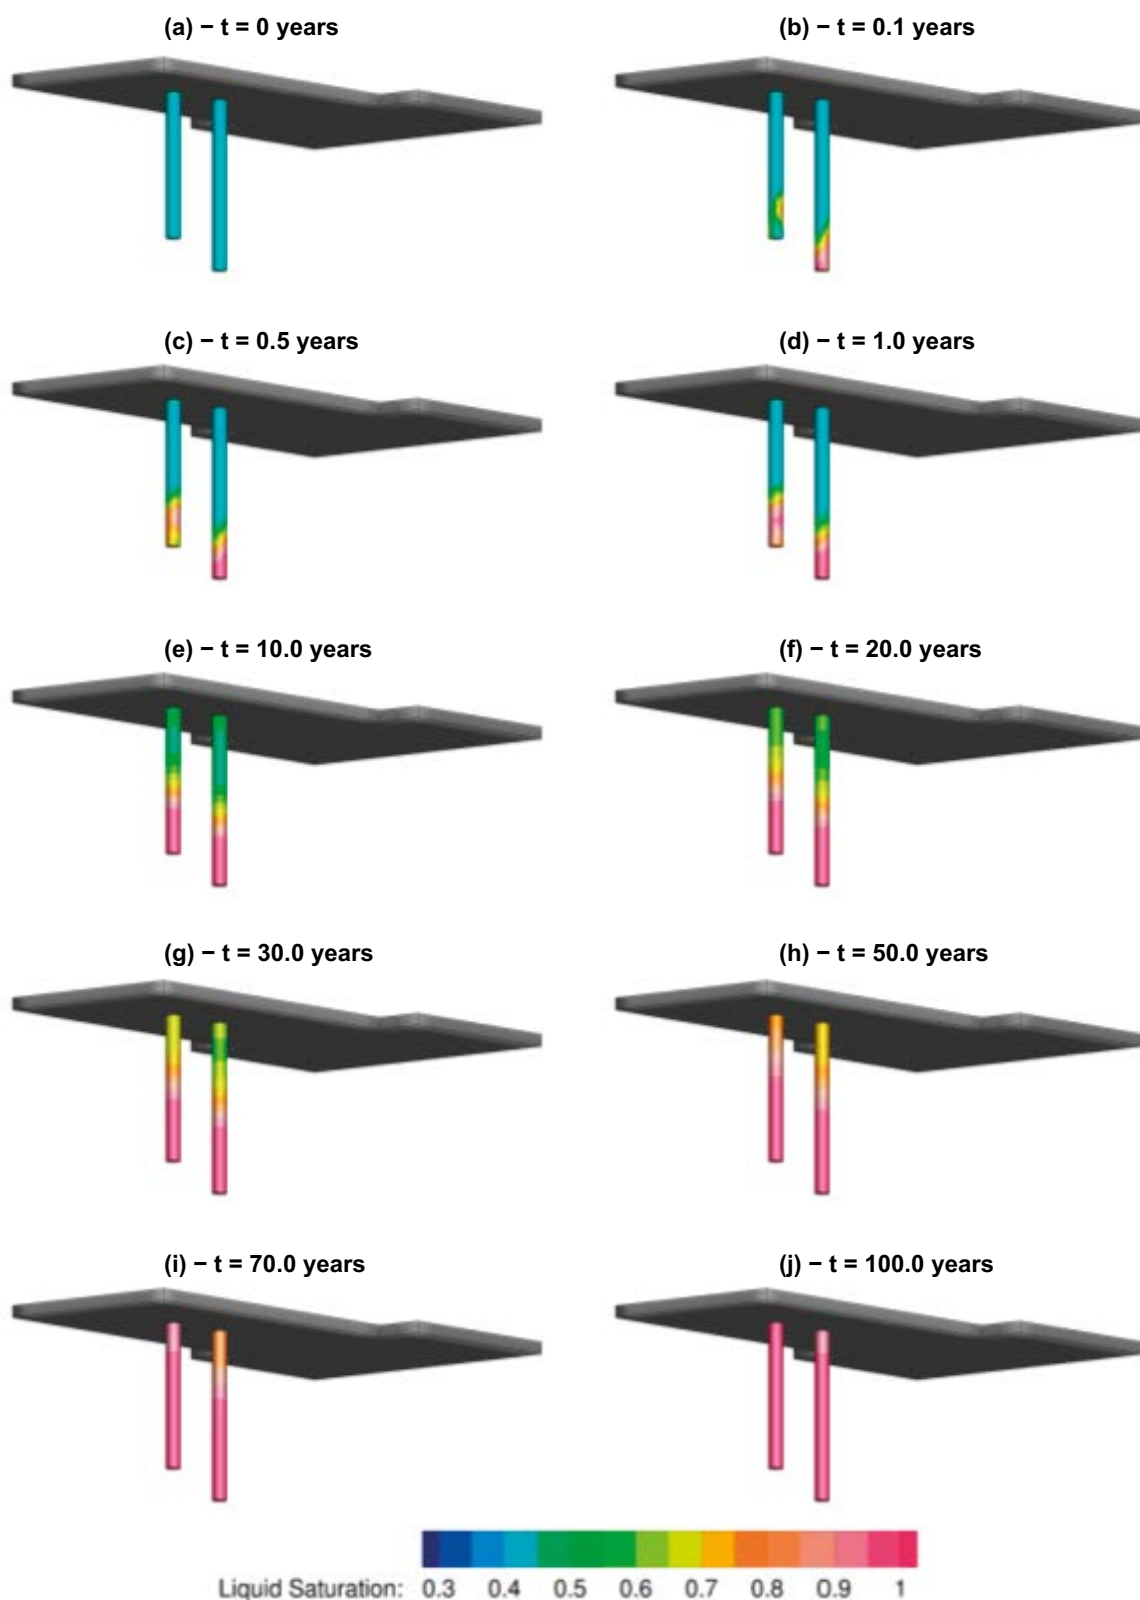 (a) – t = 0 years
(b) – t = 0.1 years
(c) – t = 0.5 years
(d) – t = 1.0 years
(e) – t = 10.0 years
(f) – t = 20.0 years
(g) – t = 30.0 years
(h) – t = 50.0 years
(i) – t = 70.0 years
(j) – t = 100.0 years
Liquid Saturation: 0.3 0.4 0.5 0.6 0.7 0.8 0.9 1